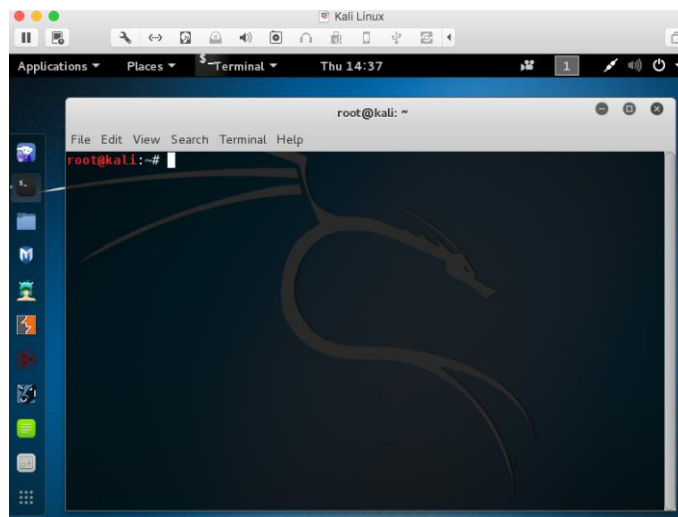 Kali Linux
Applications Places Terminal Thu 14:37 1
root@kali: ~
File Edit View Search Terminal Help
root@kali:~#